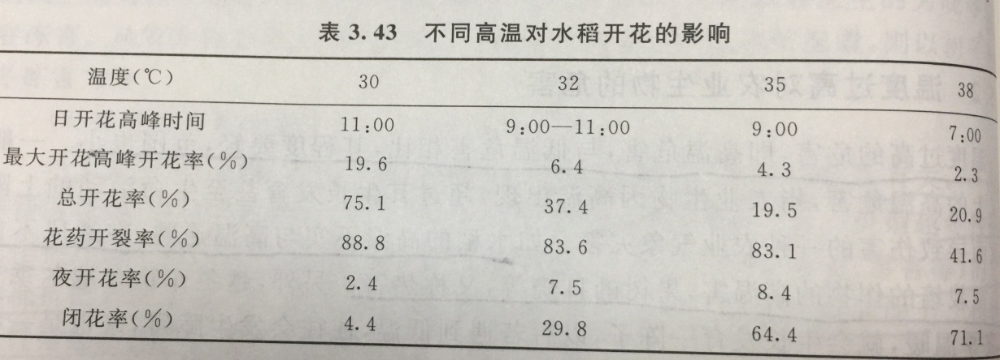 表 3.43 不同高温对水稻开花的影响
温度(℃) 30 32 35 38
日开花高峰时间 11:00 9:00—11:00 9:00 7:00
最大开花高峰开花率(%) 19.6 6.4 4.3 2.3
总开花率(%) 75.1 37.4 19.5 20.9
花药开裂率(%) 88.8 83.6 83.1 41.6
夜开花率(%) 2.4 7.5 8.4 7.5
闭花率(%) 4.4 29.8 64.4 71.1